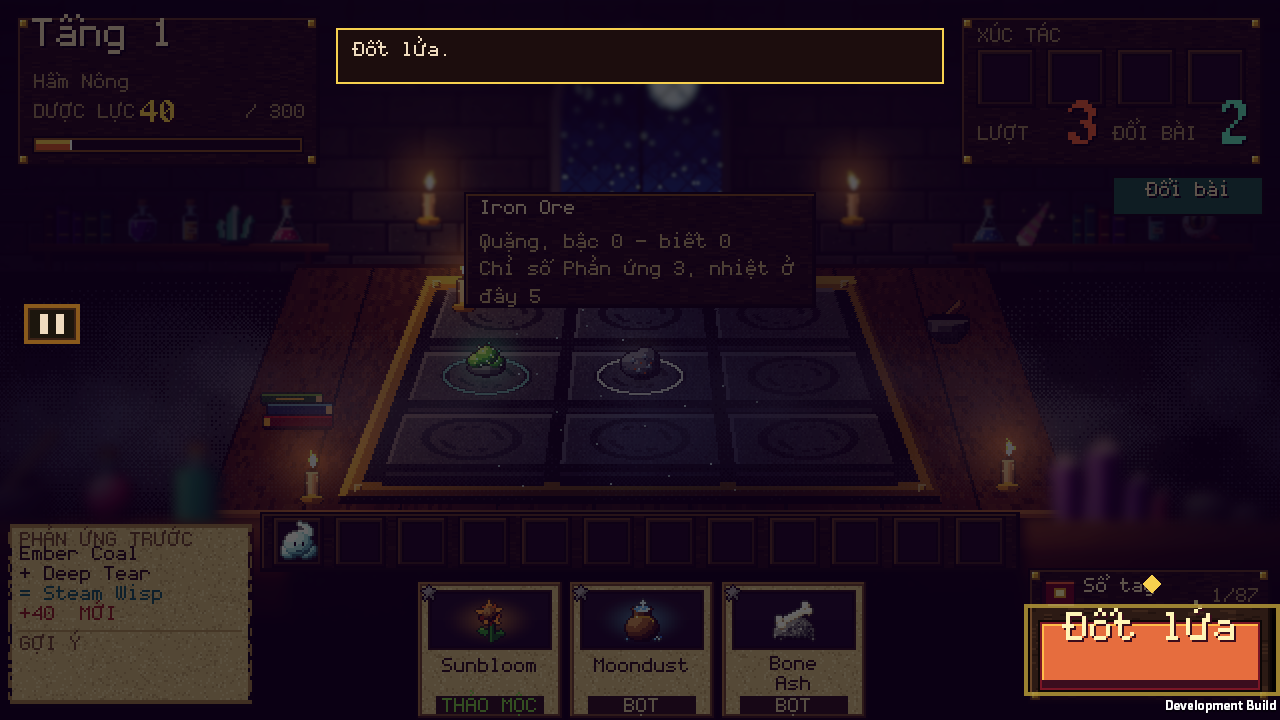 Tầng 1
Hầm Nông
DƯỢC LỰC 40 / 300
Đốt lửa.
XÚC TÁC
LƯỢT 3 ĐỔI BÀI 2
Đổi bài
Iron Ore
Quặng, bậc 0 – biết 0
Chỉ số Phản ứng 3, nhiệt ở
đây 5
PHẢN ỨNG TRƯỚC
Ember Coal
+ Deep Tear
= Steam Wisp
+40 MỚI
GỢI Ý
Sunbloom
THẢO MỘC
Moondust
BỘT
Bone
Ash
BỘT
Sổ tay
1/87
Đốt lửa
Development Build